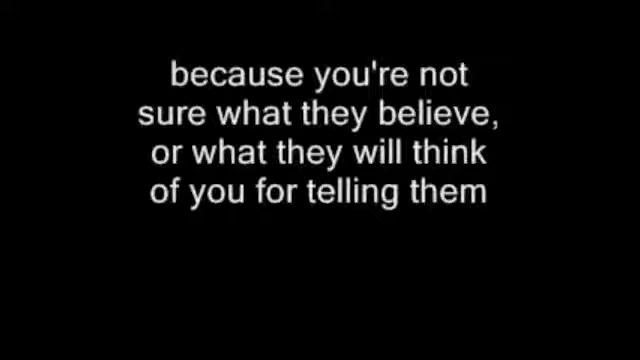 because you're not
sure what they believe,
or what they will think
of you for telling them